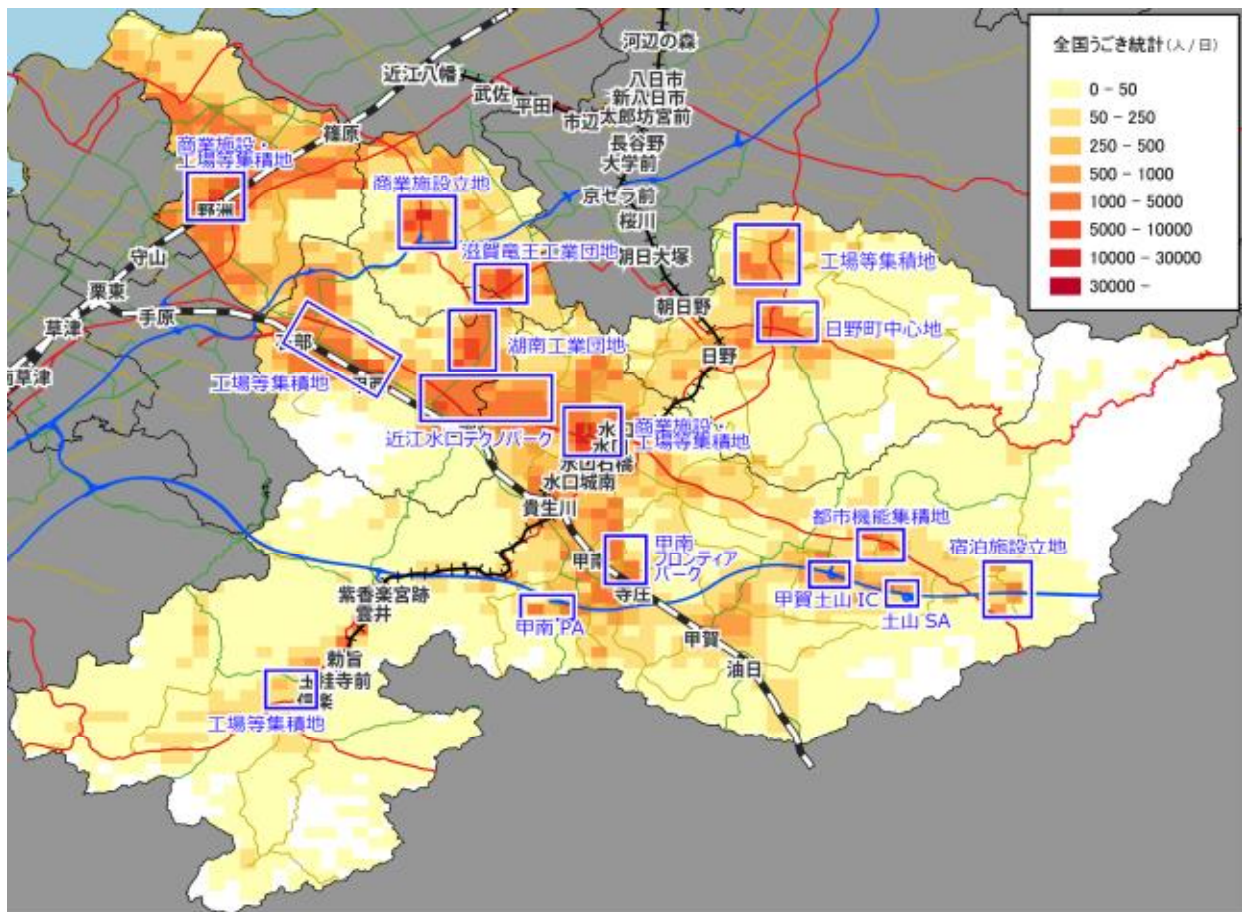 全国うごき統計(人/日)
0 - 50
50 - 250
250 - 500
500 - 1000
1000 - 5000
5000 - 10000
10000 - 30000
30000 -
河辺の森
近江八幡
八日市
新八日市
武佐
平田
太郎坊宮前
市辺
長谷野
大学前
篠原
京セラ前
桜川
朝日大塚
商業施設・
工場等集積地
野洲
商業施設立地
滋賀竜王工業団地
守山
栗東
手原
草津
南草津
工場等集積地
朝日野
日野町中心地
日野
湖南工業団地
工場等集積地
近江水口テクノパーク
商業施設・
工場等集積地
水口石橋
水口城南
貴生川
都市機能集積地
宿泊施設立地
甲南
甲南
フロンティア
パーク
寺庄
甲賀土山 IC
土山 SA
紫香楽宮跡
雲井
甲南 PA
甲賀
油日
勅旨
玉桂寺前
工場等集積地